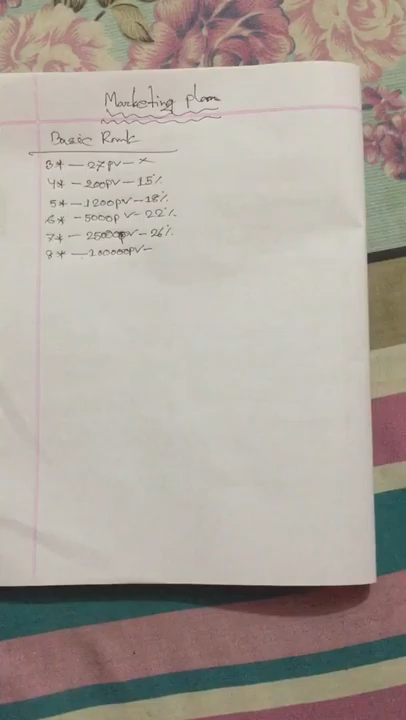 Marketing plan
Basic Rank
3* — 27pv — ×
4* — 200pv — 15%
5* — 1200pv — 18%
6* — 5000pv — 22%
7* — 25000pv — 26%
8* — 100000pv —